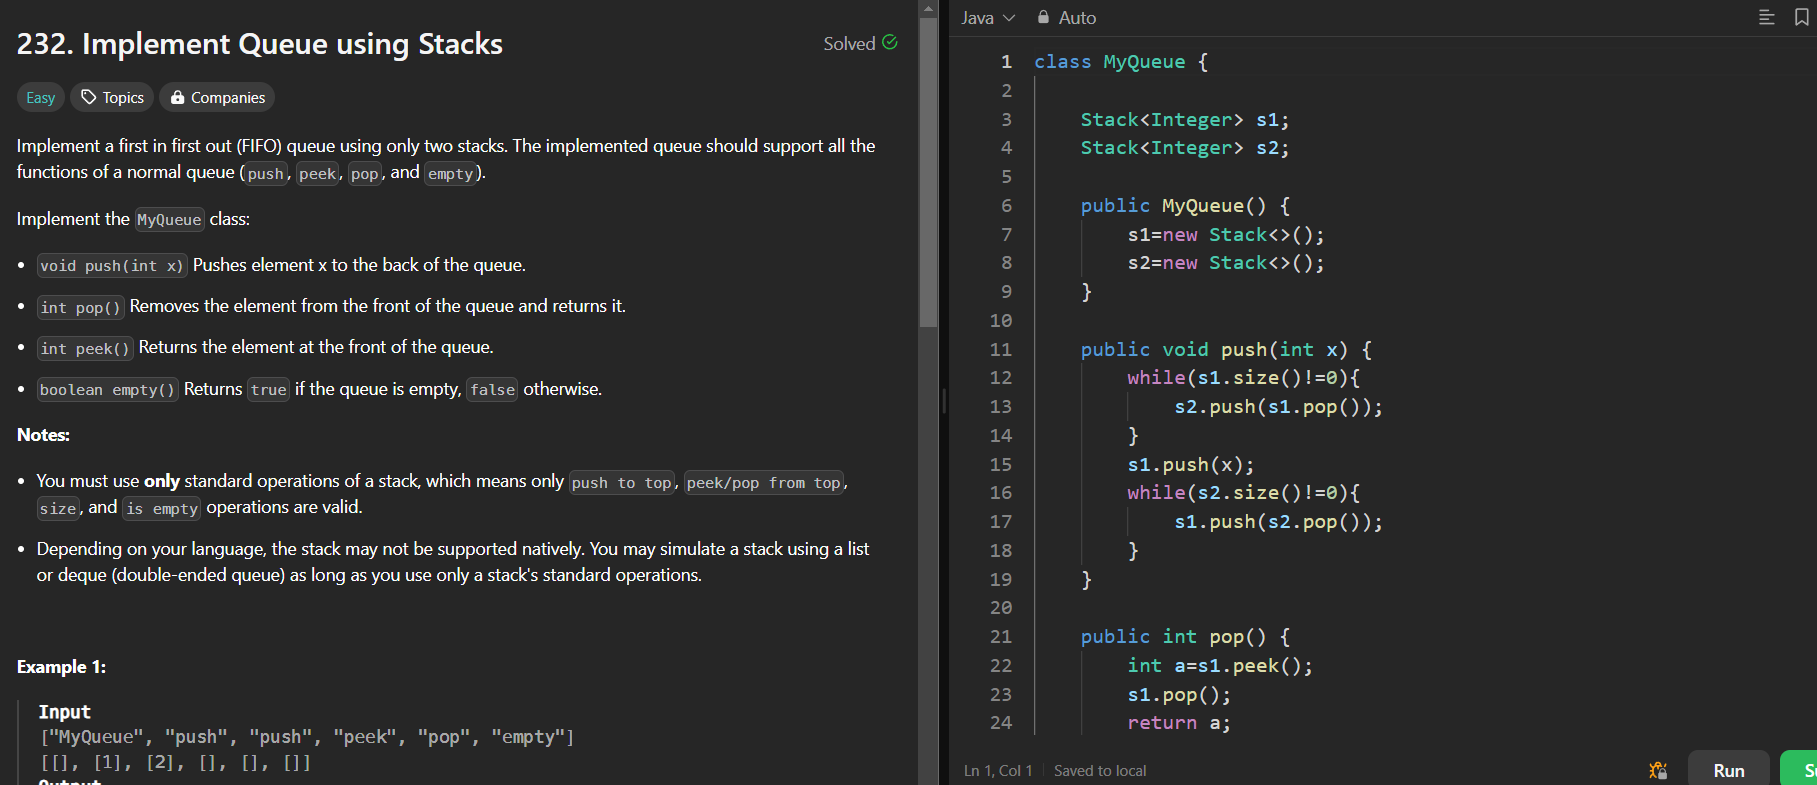 232. Implement Queue using Stacks
Solved
Easy Topics Companies
Implement a first in first out (FIFO) queue using only two stacks. The implemented queue should support all the
functions of a normal queue (push, peek, pop, and empty).
Implement the MyQueue class:
• void push(int x) Pushes element x to the back of the queue.
• int pop() Removes the element from the front of the queue and returns it.
• int peek() Returns the element at the front of the queue.
• boolean empty() Returns true if the queue is empty, false otherwise.
Notes:
• You must use only standard operations of a stack, which means only push to top, peek/pop from top,
size, and is empty operations are valid.
• Depending on your language, the stack may not be supported natively. You may simulate a stack using a list
or deque (double-ended queue) as long as you use only a stack's standard operations.
Example 1:
Input
["MyQueue", "push", "push", "peek", "pop", "empty"]
[[], [1], [2], [], [], []]
Output
Java Auto
1 class MyQueue {
2
3 Stack<Integer> s1;
4 Stack<Integer> s2;
5
6 public MyQueue() {
7 s1=new Stack<>();
8 s2=new Stack<>();
9 }
10
11 public void push(int x) {
12 while(s1.size()!=0){
13 s2.push(s1.pop());
14 }
15 s1.push(x);
16 while(s2.size()!=0){
17 s1.push(s2.pop());
18 }
19 }
20
21 public int pop() {
22 int a=s1.peek();
23 s1.pop();
24 return a;
Ln 1, Col 1 Saved to local
Run